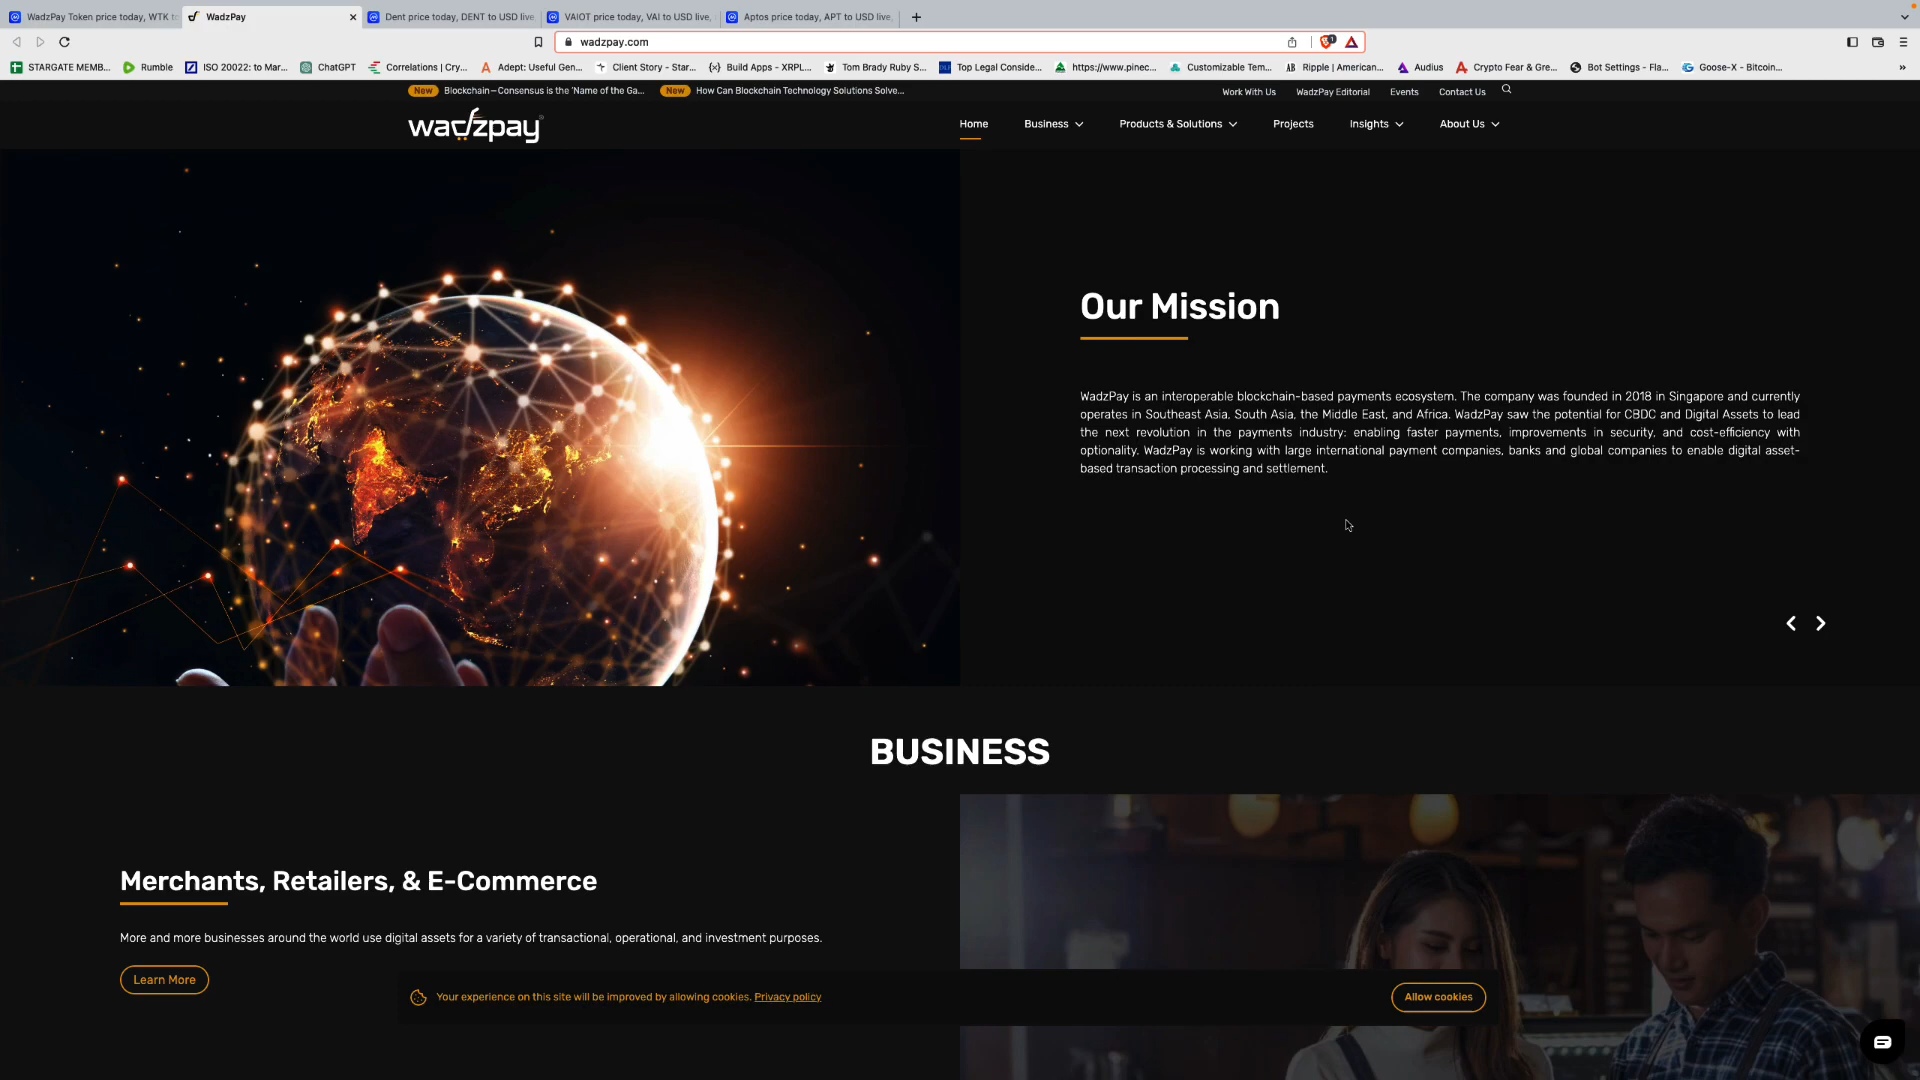 WadzPay Token price today, WTK t
WadzPay
Dent price today, DENT to USD live,
VAIOT price today, VAI to USD live,
Aptos price today, APT to USD live,
wadzpay.com
1
STARGATE MEMB...
Rumble
ISO 20022: to Mar...
ChatGPT
Correlations | Cry...
Adept: Useful Gen...
Client Story - Star...
Build Apps - XRPL...
Tom Brady Ruby S...
Top Legal Conside...
https://www.pinec...
Customizable Tem...
Ripple | American...
Audius
Crypto Fear & Gre...
Bot Settings - Fla...
Goose-X - Bitcoin...
New Blockchain—Consensus is the 'Name of the Ga...
New How Can Blockchain Technology Solutions Solve...
Work With Us
WadzPay Editorial
Events
Contact Us
wadzpay
Home
Business
Products & Solutions
Projects
Insights
About Us
Our Mission
WadzPay is an interoperable blockchain-based payments ecosystem. The company was founded in 2018 in Singapore and currently
operates in Southeast Asia, South Asia, the Middle East, and Africa. WadzPay saw the potential for CBDC and Digital Assets to lead
the next revolution in the payments industry: enabling faster payments, improvements in security, and cost-efficiency with
optionality. WadzPay is working with large international payment companies, banks and global companies to enable digital asset-
based transaction processing and settlement.
BUSINESS
Merchants, Retailers, & E-Commerce
More and more businesses around the world use digital assets for a variety of transactional, operational, and investment purposes.
Learn More
Your experience on this site will be improved by allowing cookies. Privacy policy
Allow cookies